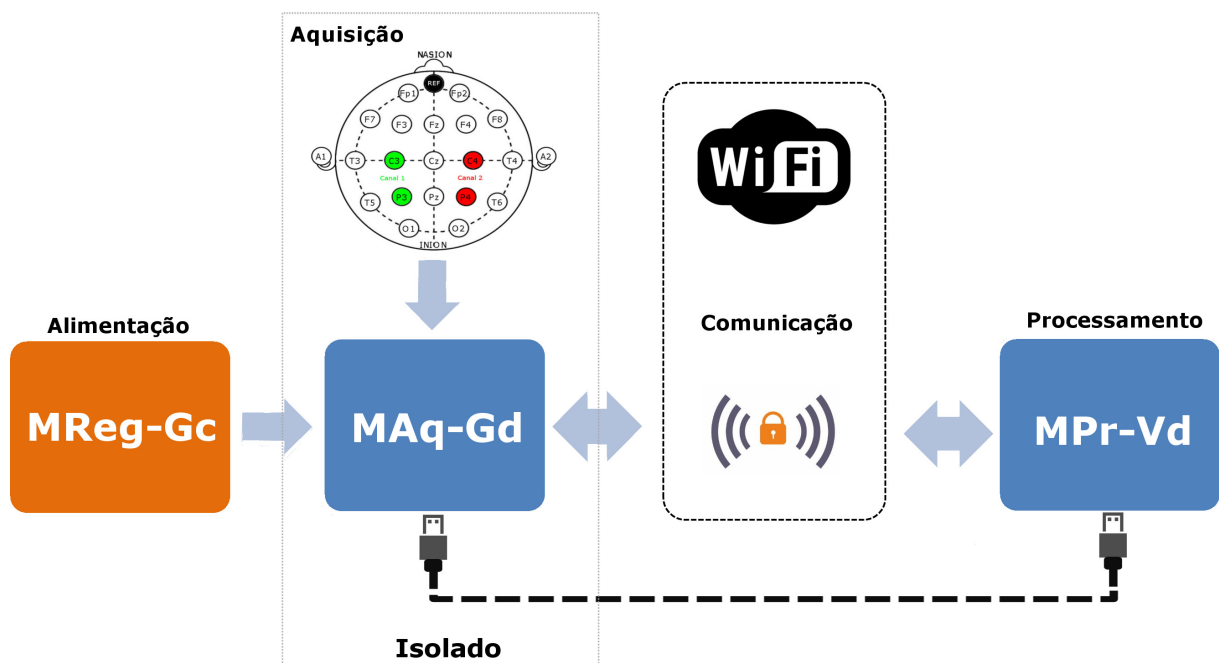 Aquisição
NASION
REF
Fp1 Fp2
F7 F3 Fz F4 F8
A1 T3 C3 Cz C4 T4 A2
Canal 1 Canal 2
T5 P3 Pz P4 T6
O1 O2
INION
WiFi
Alimentação
Comunicação
Processamento
MReg-Gc
MAq-Gd
MPr-Vd
Isolado